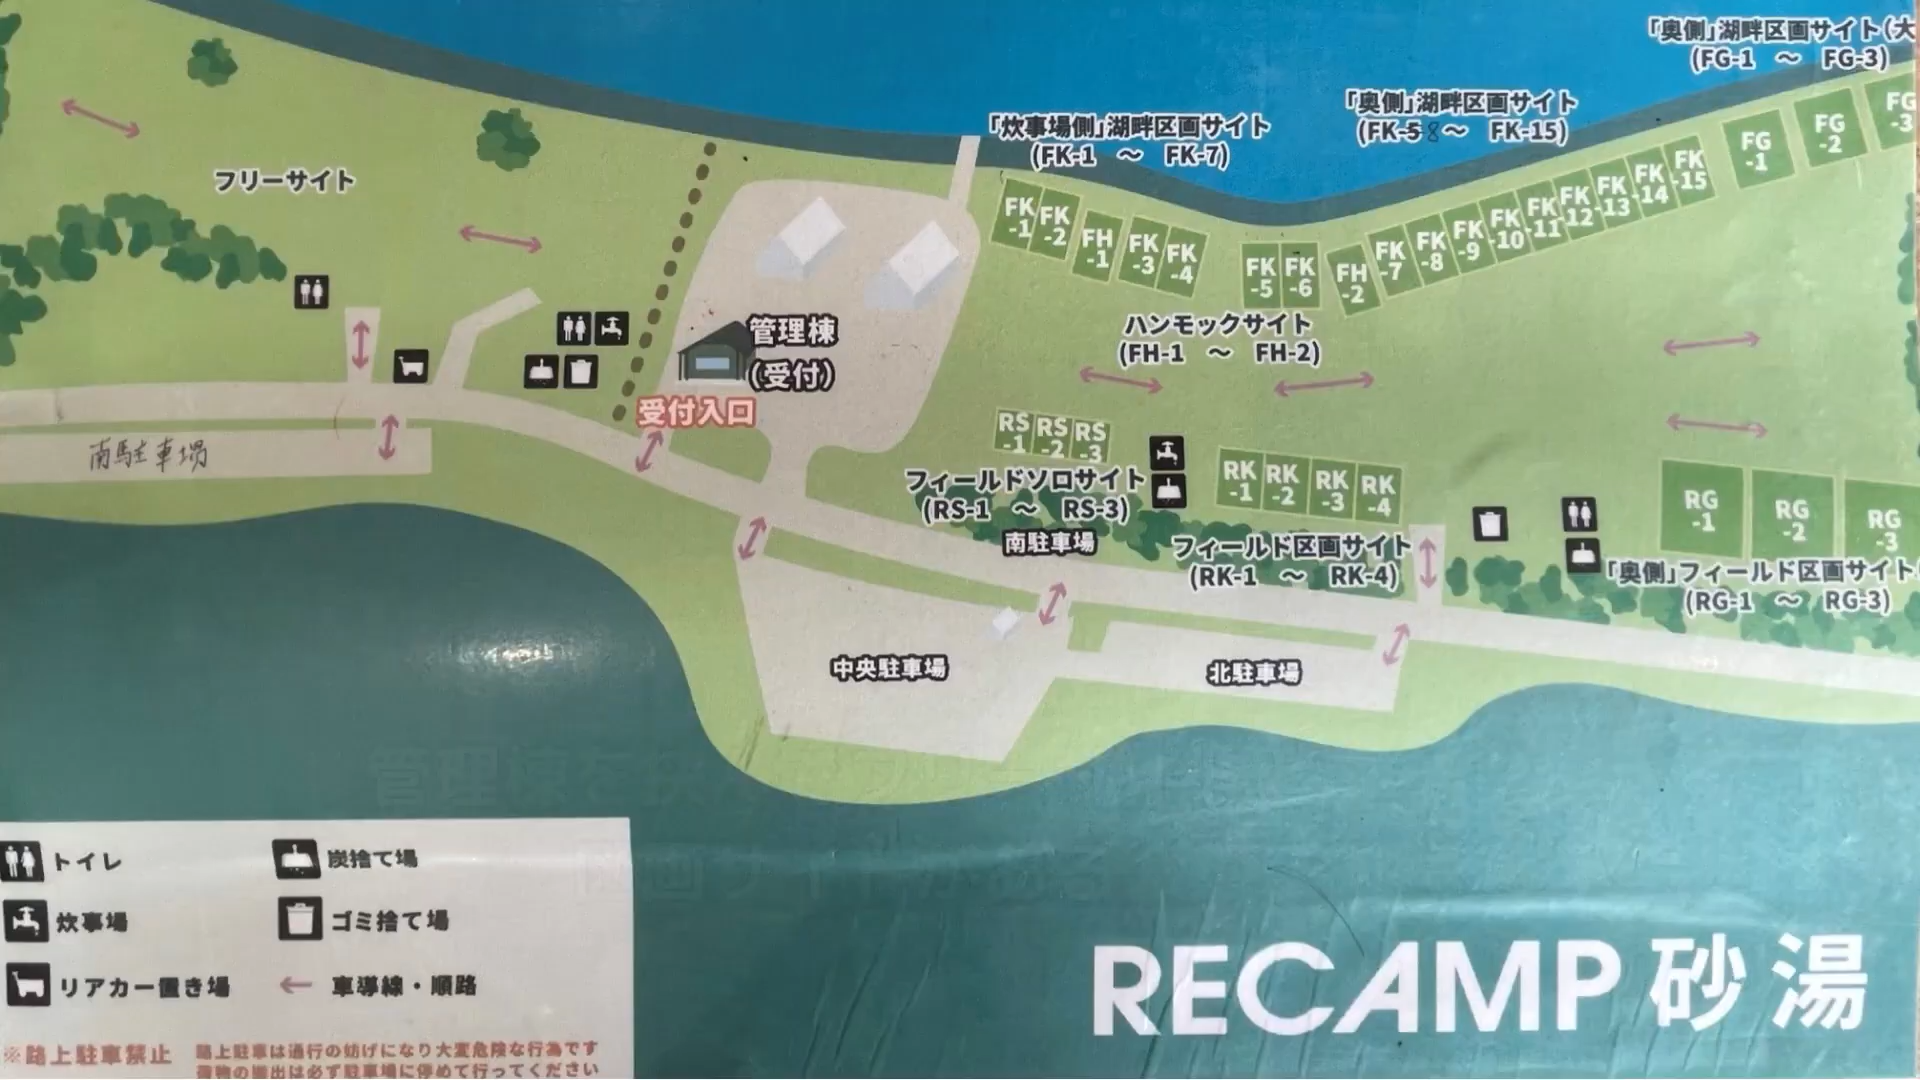 「奥側」湖畔区画サイト(大
(FG-1 ～ FG-3)
「奥側」湖畔区画サイト
(FK-5 8～ FK-15)
「炊事場側」湖畔区画サイト
(FK-1 ～ FK-7)
フリーサイト
FK-1
FK-2
FH-1
FK-3
FK-4
FK-5
FK-6
FH-2
FK-7
FK-8
FK-9
FK-10
FK-11
FK-12
FK-13
FK-14
FK-15
FG-1
FG-2
FG-3
ハンモックサイト
(FH-1 ～ FH-2)
管理棟
(受付)
受付入口
南駐車場
RS-1
RS-2
RS-3
フィールドソロサイト
(RS-1 ～ RS-3)
南駐車場
RK-1
RK-2
RK-3
RK-4
フィールド区画サイト
(RK-1 ～ RK-4)
RG-1
RG-2
RG-3
「奥側」フィールド区画サイト
(RG-1 ～ RG-3)
中央駐車場
北駐車場
トイレ
炭捨て場
炊事場
ゴミ捨て場
リアカー置き場
車導線・順路
※路上駐車禁止
路上駐車は通行の妨げになり大変危険な行為です
荷物の搬出は必ず駐車場に停めて行ってください
RECAMP 砂湯